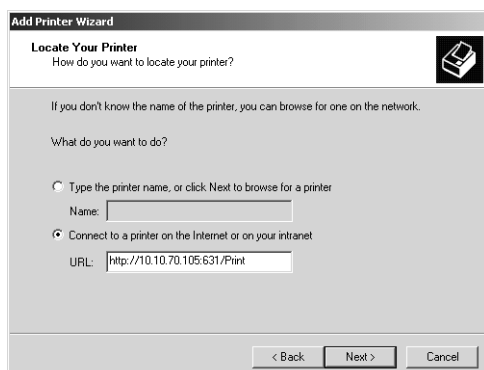 Add Printer Wizard
Locate Your Printer
How do you want to locate your printer?
If you don't know the name of the printer, you can browse for one on the network.
What do you want to do?
Type the printer name, or click Next to browse for a printer
Name:
Connect to a printer on the Internet or on your intranet
URL: http://10.10.70.105:631/Print
< Back Next > Cancel